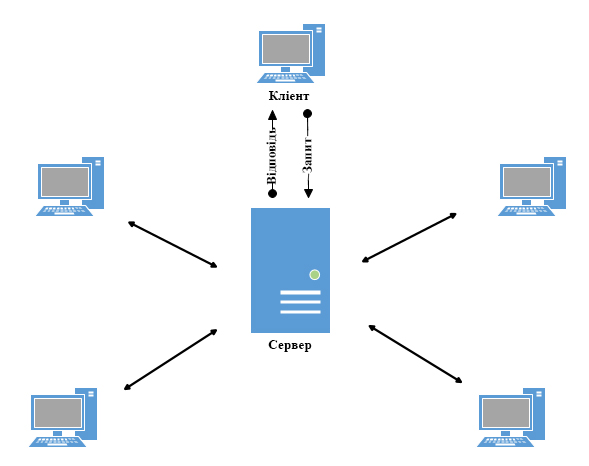 Клієнт
Відповідь
Запит
Сервер